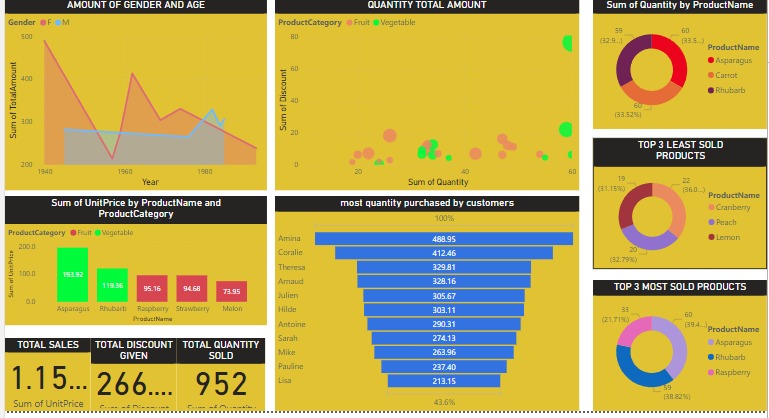 AMOUNT OF GENDER AND AGE
Gender F M
Sum of TotalAmount
500
400
300
200
1940
1960
1980
Year
QUANTITY TOTAL AMOUNT
ProductCategory Fruit Vegetable
Sum of Discount
80
60
40
20
0
20
40
60
Sum of Quantity
Sum of Quantity by ProductName
59
(32.9...)
60
(33.5...)
60
(33.52%)
ProductName
Asparagus
Carrot
Rhubarb
Sum of UnitPrice by ProductName and
ProductCategory
ProductCategory Fruit Vegetable
Sum of UnitPrice
200.0
100.0
0.0
193.92
119.36
95.16
94.68
73.95
Asparagus
Rhubarb
Raspberry
Strawberry
Melon
ProductName
most quantity purchased by customers
100%
Amina 488.95
Coralie 412.46
Theresa 329.81
Arnaud 328.16
Julien 305.67
Hilde 303.11
Antoine 290.31
Sarah 274.13
Mike 263.96
Pauline 237.40
Lisa 213.15
43.6%
TOP 3 LEAST SOLD
PRODUCTS
19
(31.15%)
22
(36.0...)
20
(32.79%)
ProductName
Cranberry
Peach
Lemon
TOTAL SALES
1.15...
Sum of UnitPrice
TOTAL DISCOUNT
GIVEN
266....
Sum of Discount
TOTAL QUANTITY
SOLD
952
Sum of Quantity
TOP 3 MOST SOLD PRODUCTS
33
(21.71%)
60
(39.4...)
59
(38.82%)
ProductName
Asparagus
Rhubarb
Raspberry